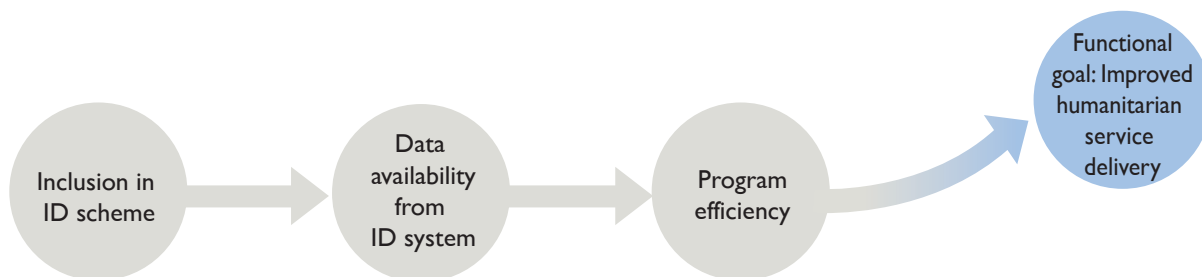 Inclusion in
ID scheme
Data
availability
from
ID system
Program
efficiency
Functional
goal: Improved
humanitarian
service
delivery